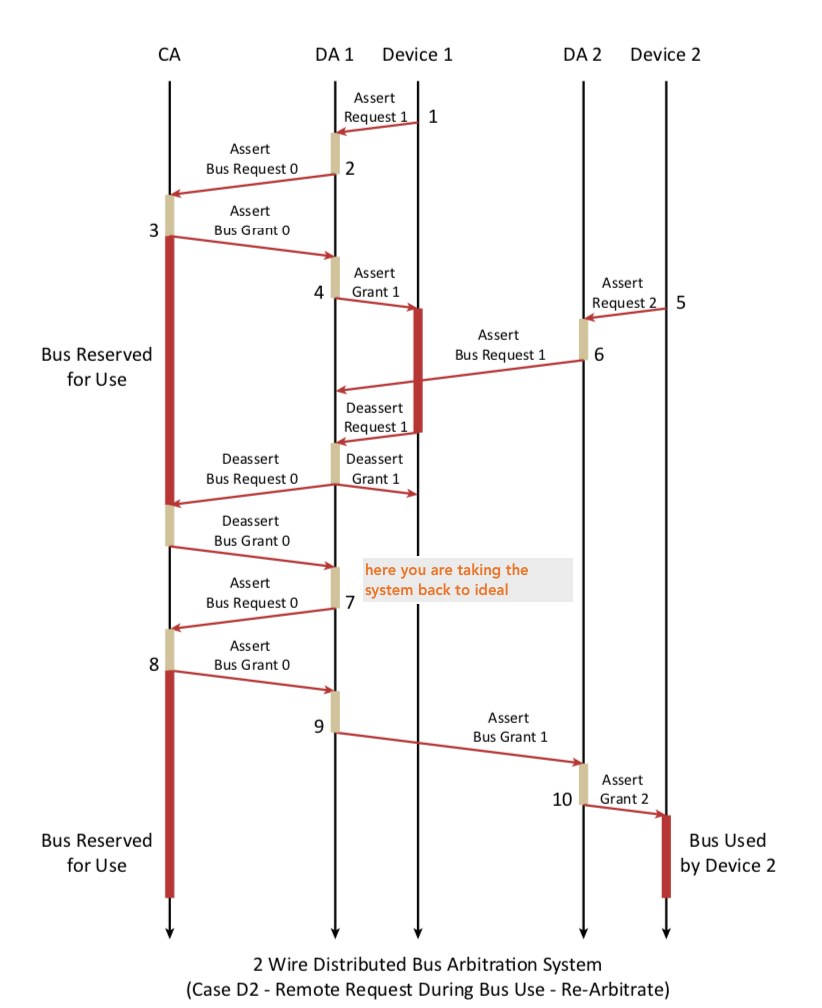 CA
DA 1
Device 1
DA 2
Device 2
Assert
Request 1
1
Assert
Bus Request 0
2
Assert
Bus Grant 0
3
Assert
Grant 1
4
Assert
Request 2
5
Assert
Bus Request 1
6
Bus Reserved
for Use
Deassert
Request 1
Deassert
Bus Request 0
Deassert
Grant 1
Deassert
Bus Grant 0
here you are taking the
system back to ideal
Assert
Bus Request 0
7
Assert
Bus Grant 0
8
9
Assert
Bus Grant 1
Assert
Grant 2
10
Bus Reserved
for Use
Bus Used
by Device 2
2 Wire Distributed Bus Arbitration System
(Case D2 - Remote Request During Bus Use - Re-Arbitrate)